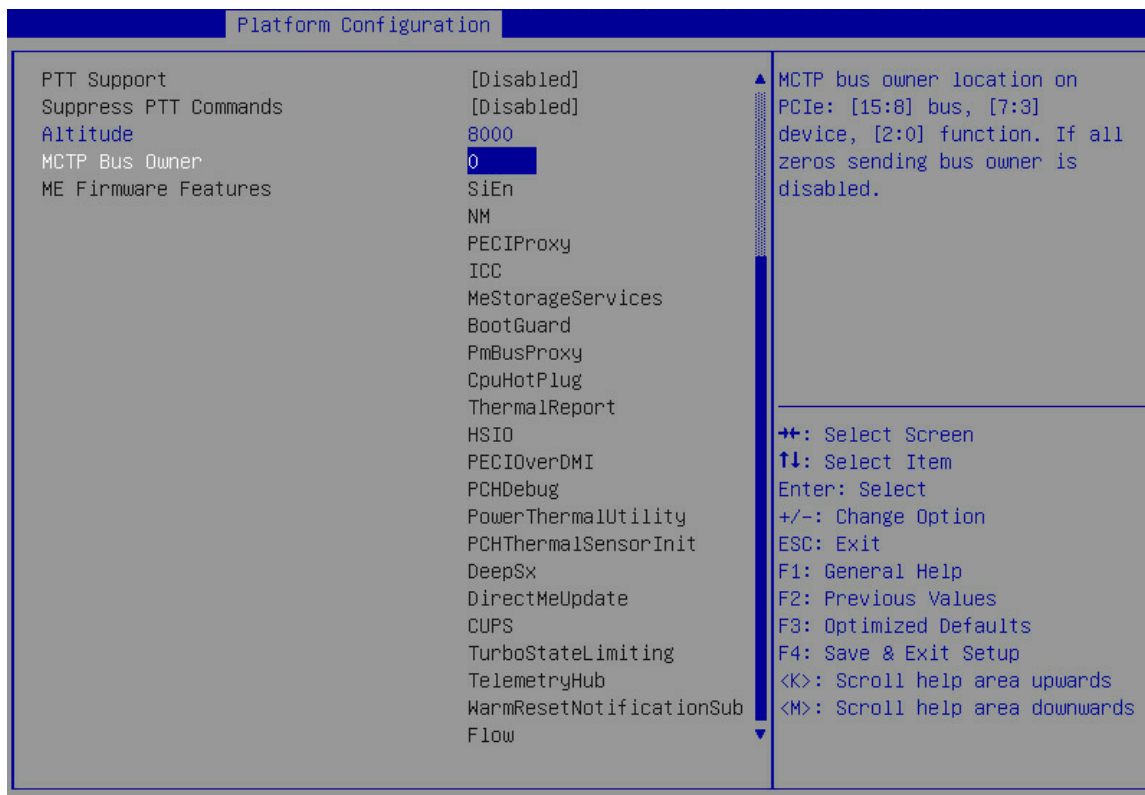 Platform Configuration
PTT Support [Disabled]
Suppress PTT Commands [Disabled]
Altitude 8000
MCTP Bus Owner 0
ME Firmware Features SiEn
NM
PECIProxy
ICC
MeStorageServices
BootGuard
PmBusProxy
CpuHotPlug
ThermalReport
HSIO
PECIOverDMI
PCHDebug
PowerThermalUtility
PCHThermalSensorInit
DeepSx
DirectMeUpdate
CUPS
TurboStateLimiting
TelemetryHub
WarmResetNotificationSub
Flow
MCTP bus owner location on
PCIe: [15:8] bus, [7:3]
device, [2:0] function. If all
zeros sending bus owner is
disabled.
→←: Select Screen
↑↓: Select Item
Enter: Select
+/-: Change Option
ESC: Exit
F1: General Help
F2: Previous Values
F3: Optimized Defaults
F4: Save & Exit Setup
<K>: Scroll help area upwards
<M>: Scroll help area downwards